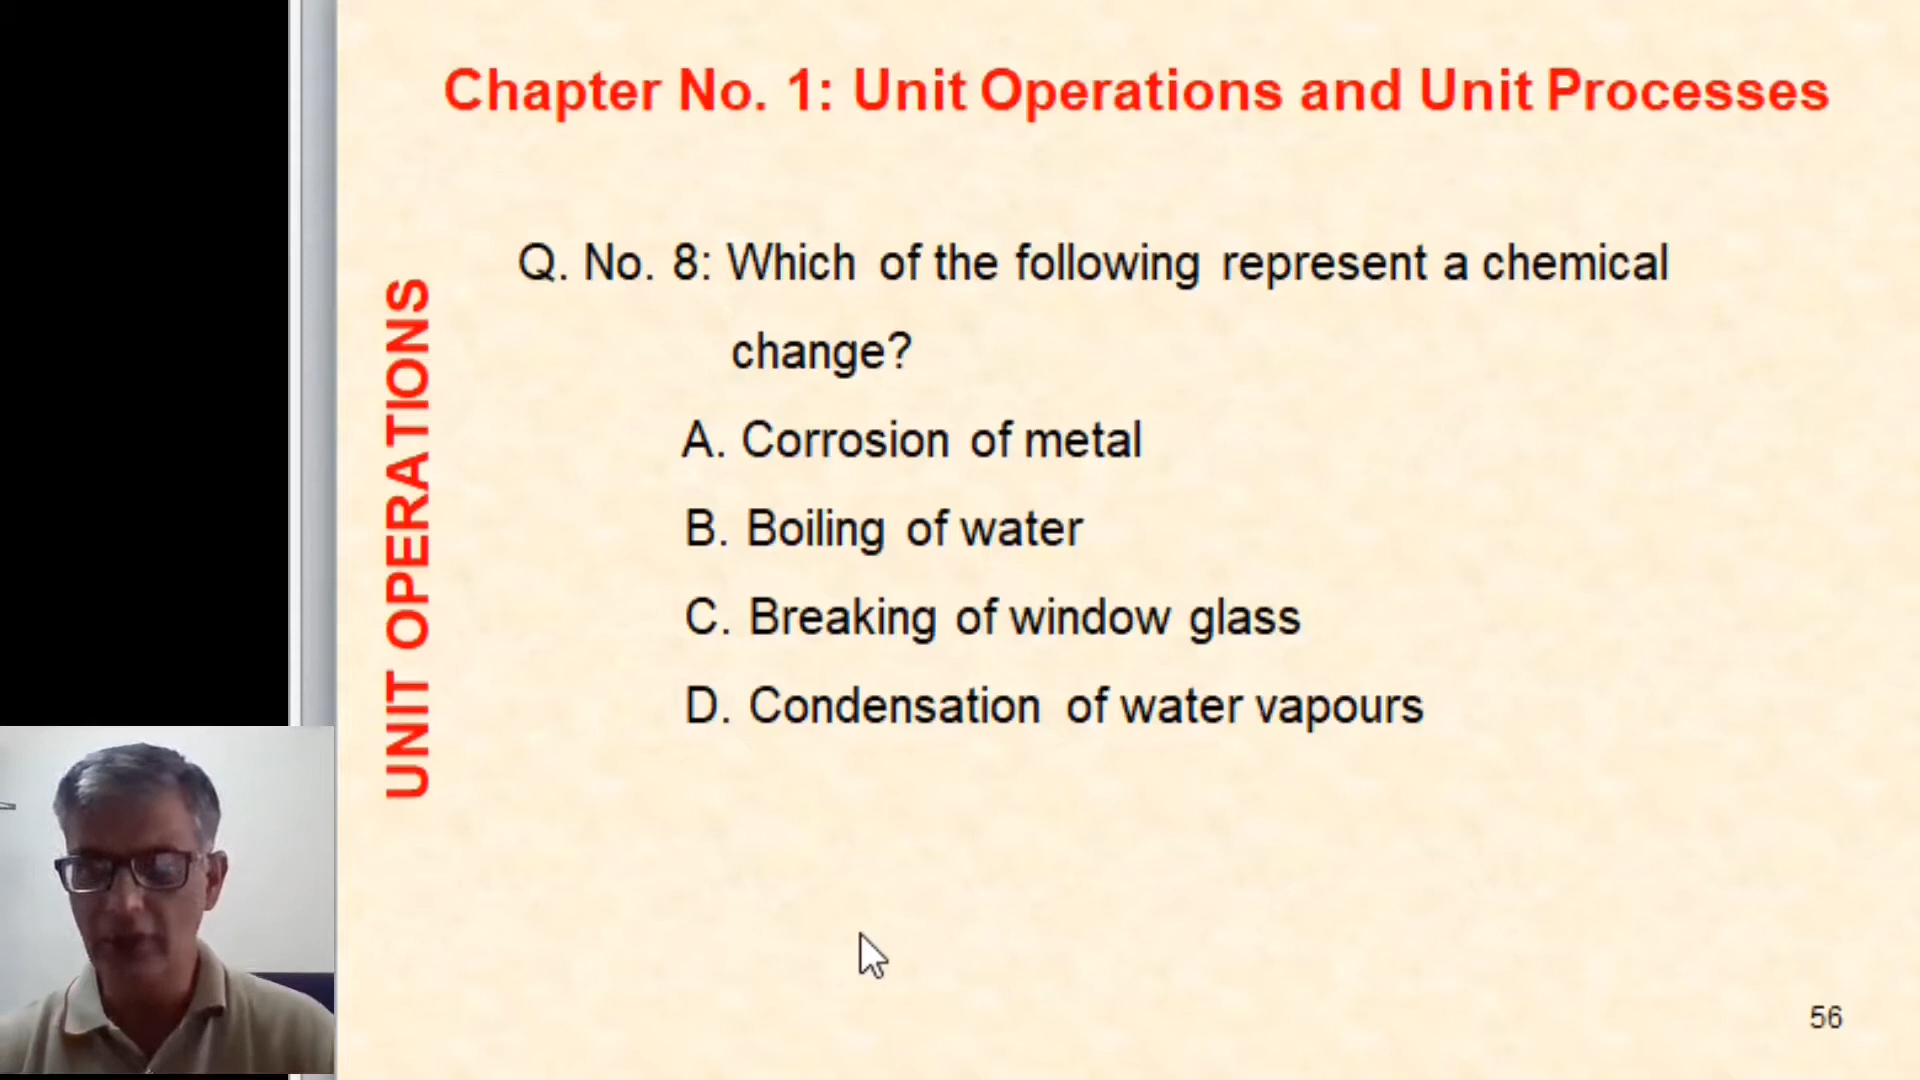 Chapter No. 1: Unit Operations and Unit Processes
UNIT OPERATIONS
Q. No. 8: Which of the following represent a chemical
change?
A. Corrosion of metal
B. Boiling of water
C. Breaking of window glass
D. Condensation of water vapours
56